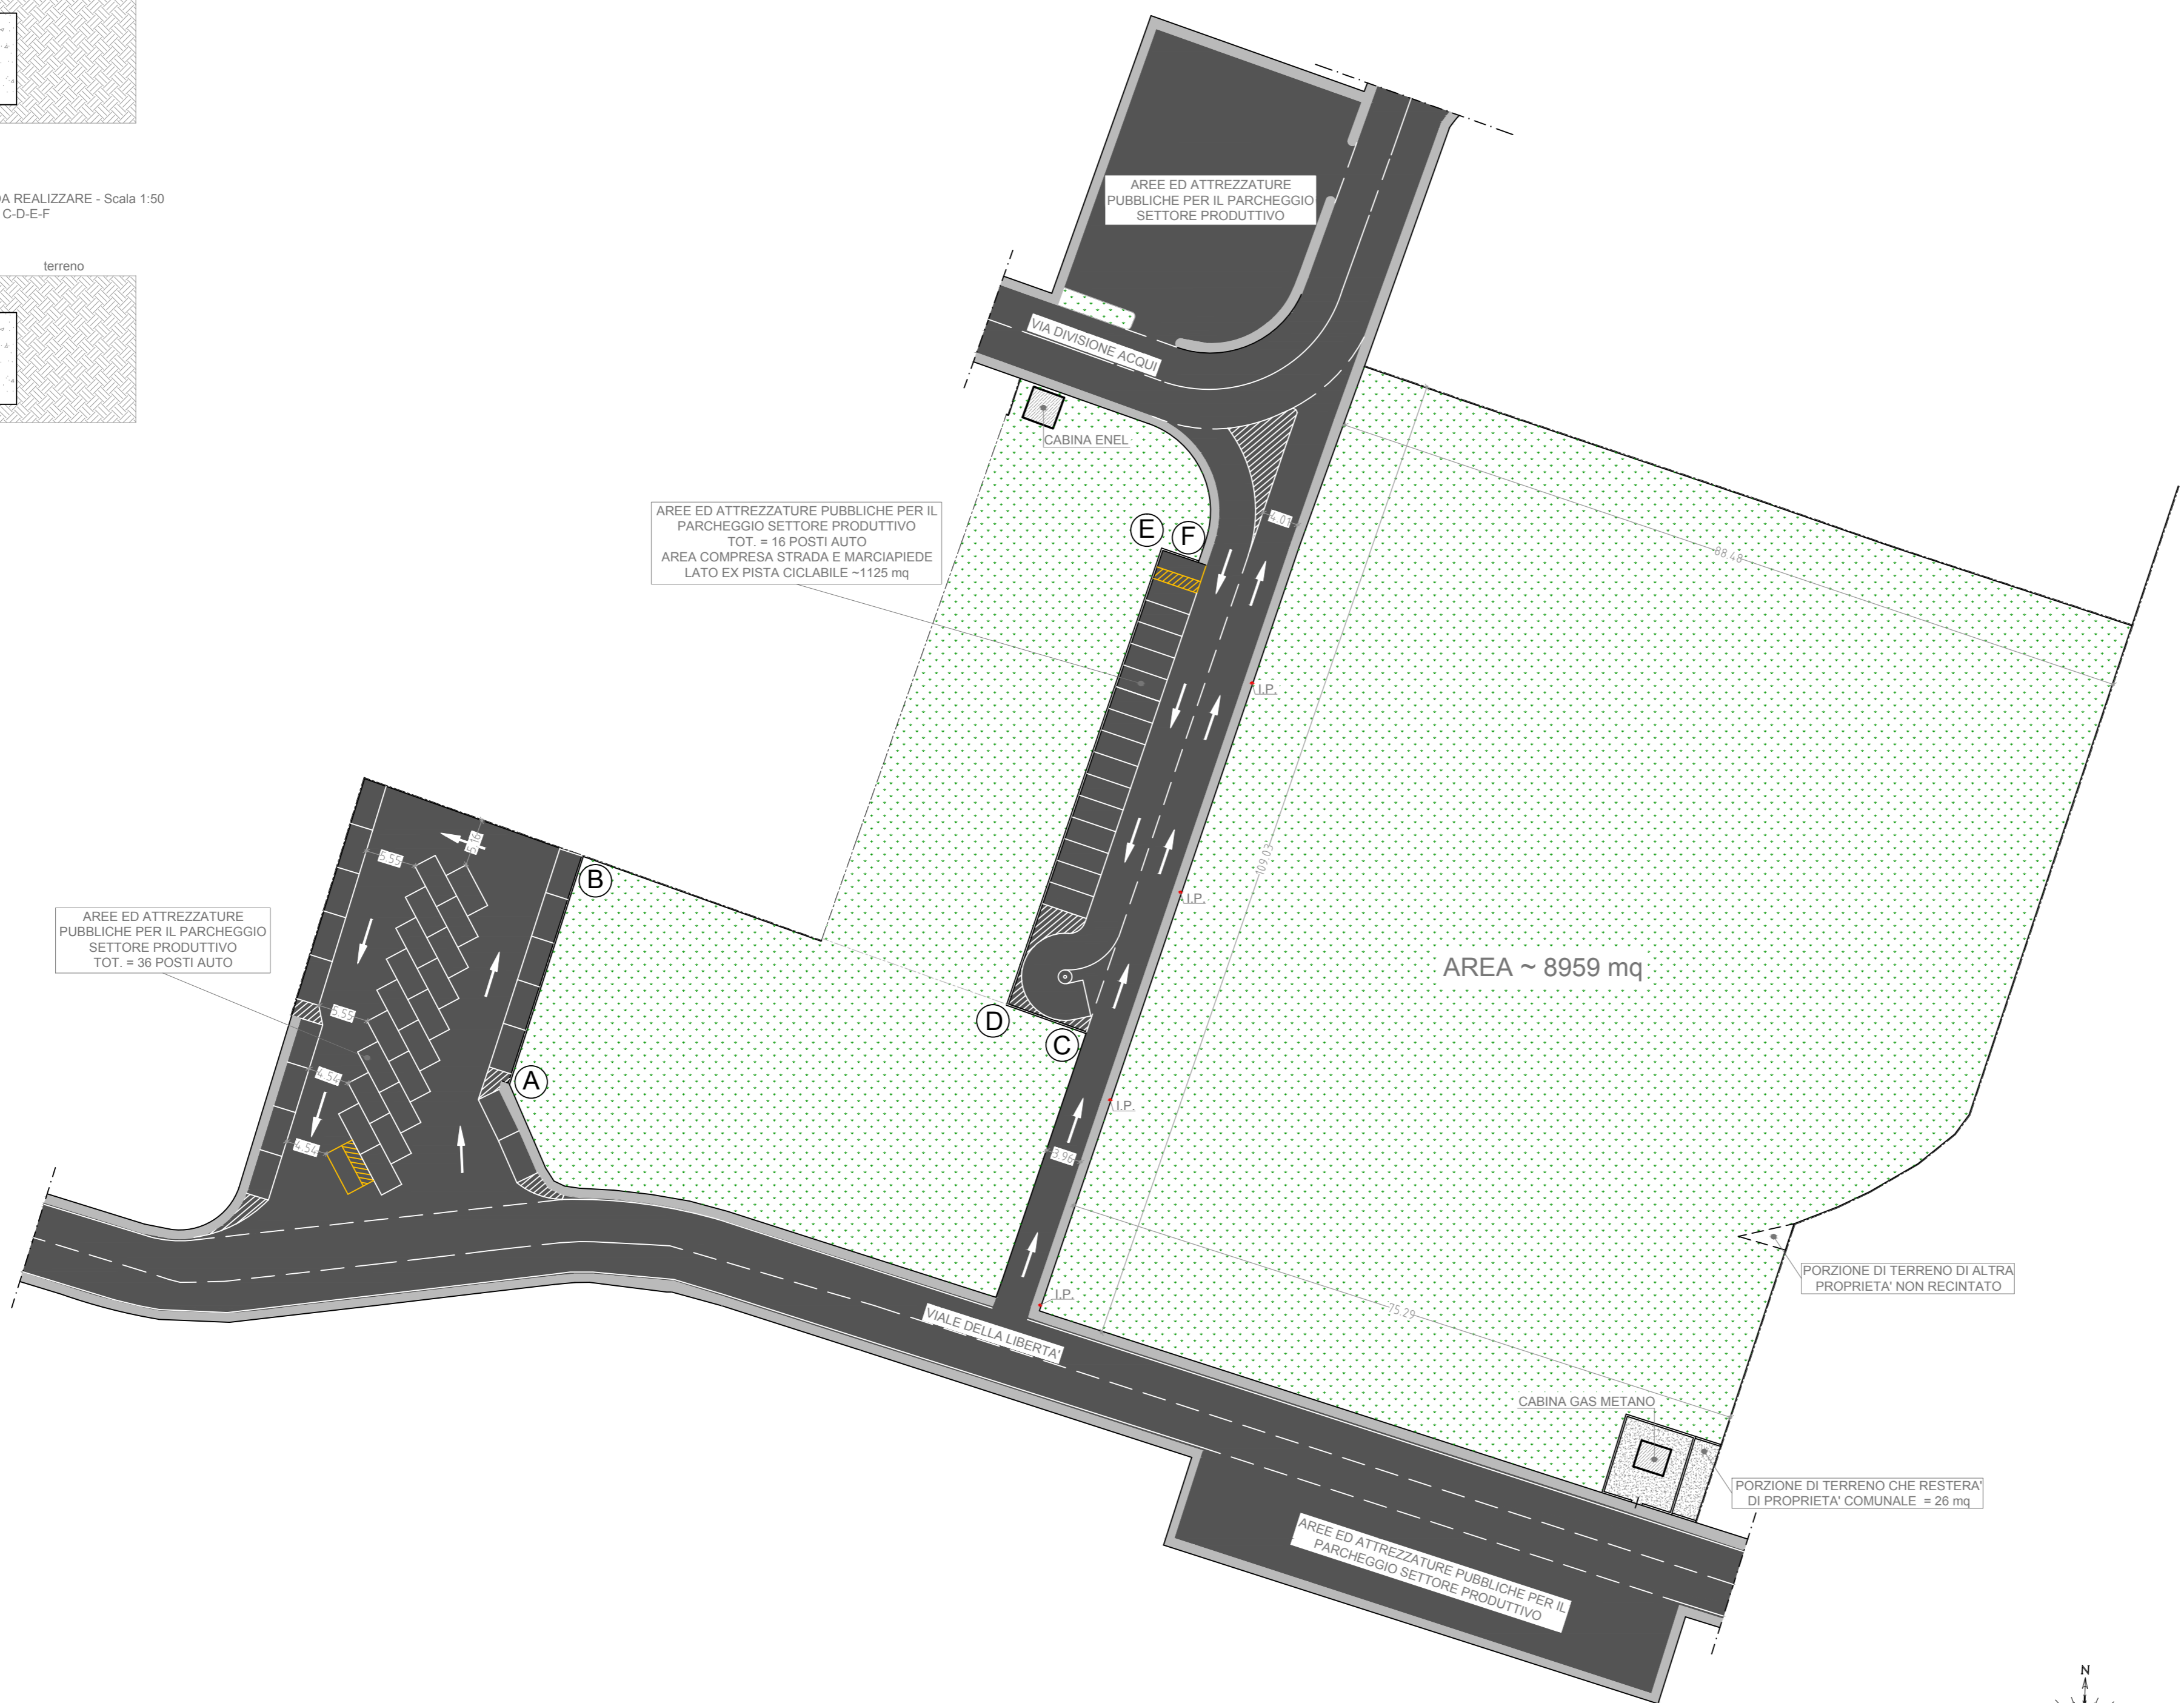 DA REALIZZARE - Scala 1:50
C-D-E-F
terreno
AREE ED ATTREZZATURE
PUBBLICHE PER IL PARCHEGGIO
SETTORE PRODUTTIVO
VIA DIVISIONE ACQUI
CABINA ENEL
AREE ED ATTREZZATURE PUBBLICHE PER IL
PARCHEGGIO SETTORE PRODUTTIVO
TOT. = 16 POSTI AUTO
AREA COMPRESA STRADA E MARCIAPIEDE
LATO EX PISTA CICLABILE ~1125 mq
E
F
4.01
88.48
I.P.
109.03
5.55
B
I.P.
AREE ED ATTREZZATURE
PUBBLICHE PER IL PARCHEGGIO
SETTORE PRODUTTIVO
TOT. = 36 POSTI AUTO
AREA ~ 8959 mq
5.55
D
C
4.54
A
I.P.
4.54
3.96
PORZIONE DI TERRENO DI ALTRA
PROPRIETA' NON RECINTATO
I.P.
VIALE DELLA LIBERTA'
75.29
CABINA GAS METANO
PORZIONE DI TERRENO CHE RESTERA'
DI PROPRIETA' COMUNALE = 26 mq
AREE ED ATTREZZATURE PUBBLICHE PER IL
PARCHEGGIO SETTORE PRODUTTIVO
N